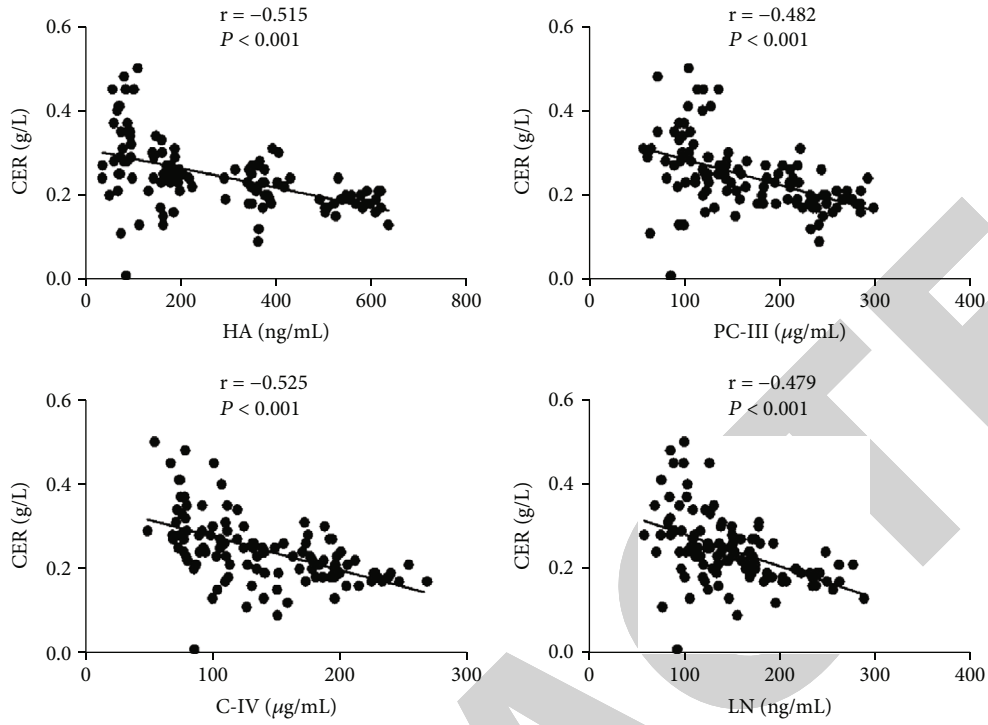 r = −0.515
P < 0.001
0.6
0.4
0.2
0.0
CER (g/L)
0
200
400
600
800
HA (ng/mL)
r = −0.482
P < 0.001
0.6
0.4
0.2
0.0
CER (g/L)
0
100
200
300
400
PC-III (μg/mL)
r = −0.525
P < 0.001
0.6
0.4
0.2
0.0
CER (g/L)
0
100
200
300
C-IV (μg/mL)
r = −0.479
P < 0.001
0.6
0.4
0.2
0.0
CER (g/L)
0
100
200
300
400
LN (ng/mL)